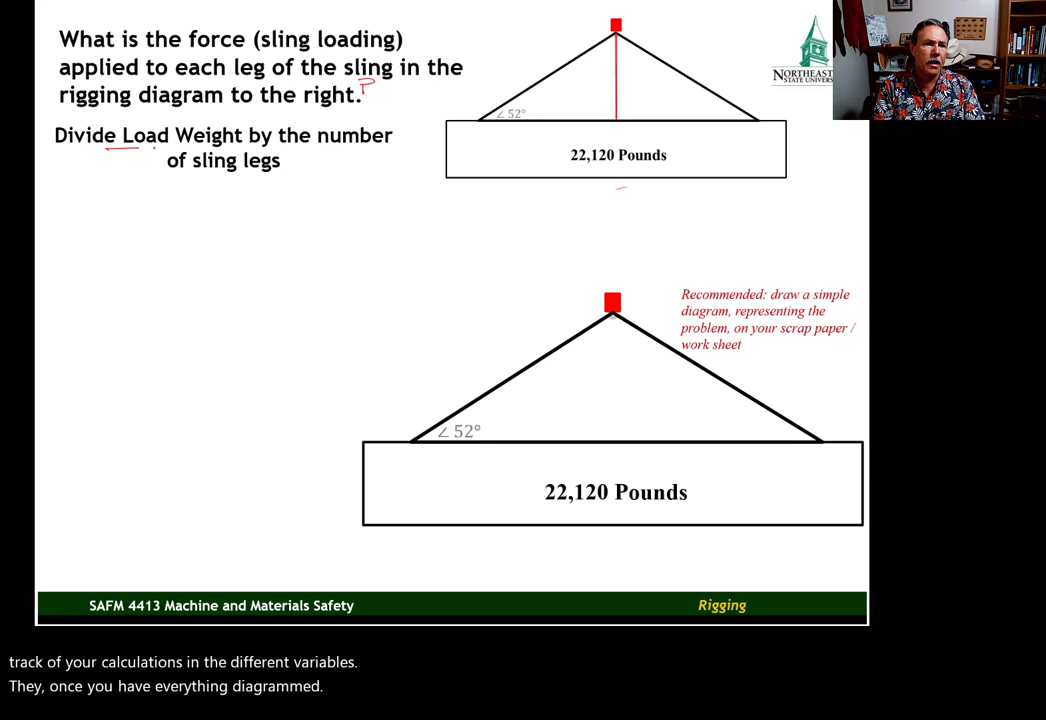 What is the force (sling loading)
applied to each leg of the sling in the
rigging diagram to the right.?
Divide Load Weight by the number
of sling legs
∠ 52°
22,120 Pounds
NORTHEAST
STATE UNIVERS
Recommended: draw a simple
diagram, representing the
problem, on your scrap paper /
work sheet
∠ 52°
22,120 Pounds
SAFM 4413 Machine and Materials Safety
Rigging
track of your calculations in the different variables.
They, once you have everything diagrammed.